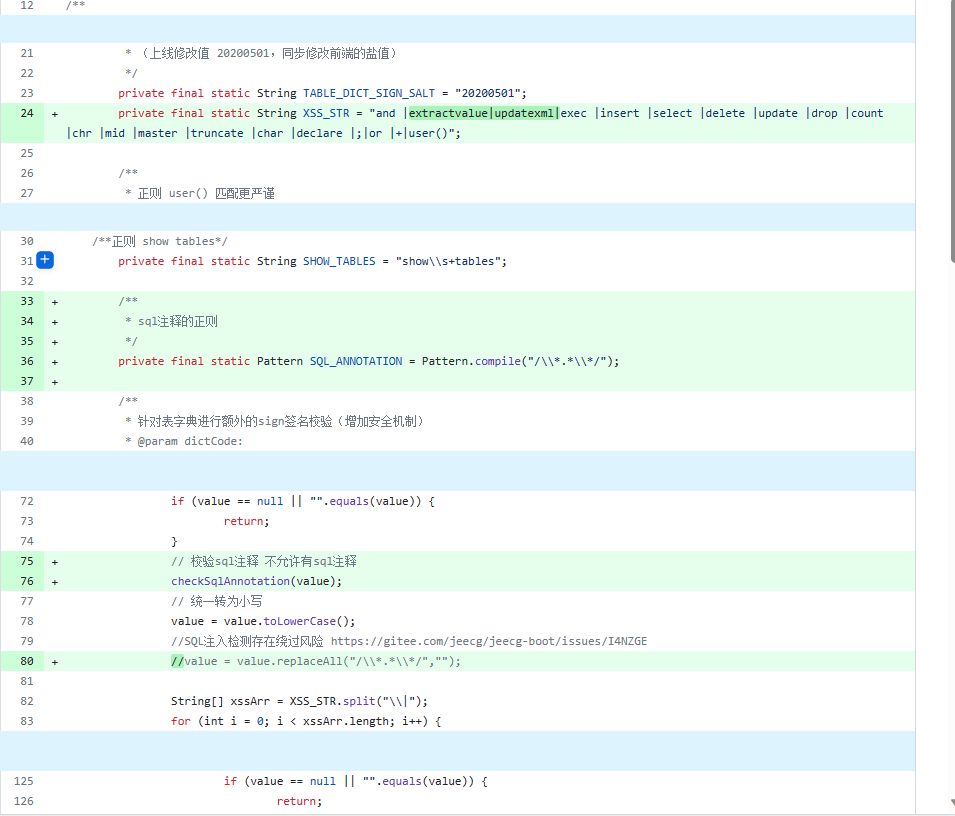 12 /**
21 * （上线修改值 20200501，同步修改前端的盐值）
22 */
23 private final static String TABLE_DICT_SIGN_SALT = "20200501";
24 + private final static String XSS_STR = "and |extractvalue|updatexml|exec |insert |select |delete |update |drop |count
|chr |mid |master |truncate |char |declare |;|or |+|user()";
25
26 /**
27 * 正则 user() 匹配更严谨
30 /**正则 show tables*/
31 + private final static String SHOW_TABLES = "show\\s+tables";
32
33 + /**
34 + * sql注释的正则
35 + */
36 + private final static Pattern SQL_ANNOTATION = Pattern.compile("/\\*.*\\*/");
37 +
38 /**
39 * 针对表字典进行额外的sign签名校验（增加安全机制）
40 * @param dictCode:
72 if (value == null || "".equals(value)) {
73 return;
74 }
75 + // 校验sql注释 不允许有sql注释
76 + checkSqlAnnotation(value);
77 // 统一转为小写
78 value = value.toLowerCase();
79 //SQL注入检测存在绕过风险 https://gitee.com/jeecg/jeecg-boot/issues/I4NZGE
80 + //value = value.replaceAll("/\\*.*\\*/","");
81
82 String[] xssArr = XSS_STR.split("\\|");
83 for (int i = 0; i < xssArr.length; i++) {
125 if (value == null || "".equals(value)) {
126 return;